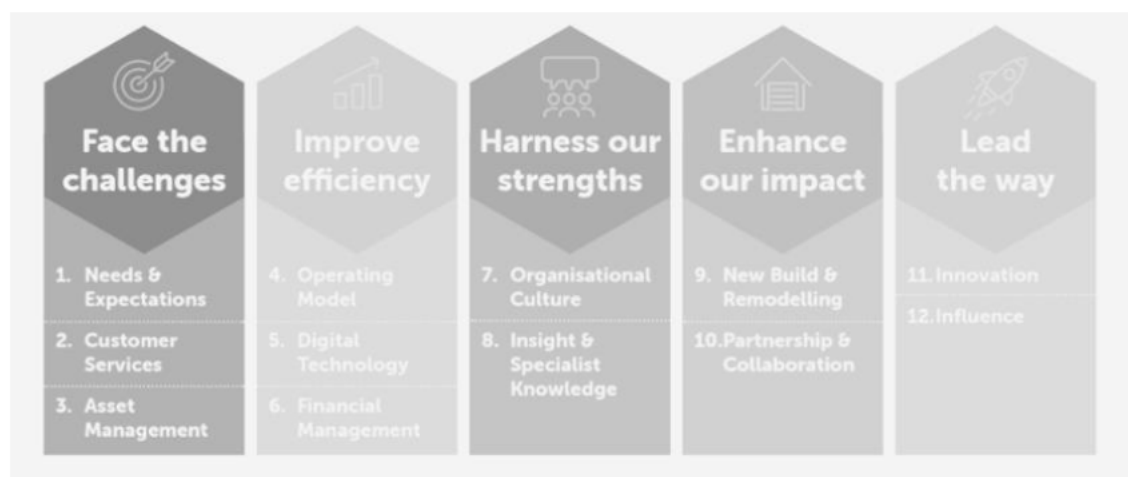 Face the
challenges
1. Needs &
Expectations
2. Customer
Services
3. Asset
Management
Improve
efficiency
4. Operating
Model
5. Digital
Technology
6. Financial
Management
Harness our
strengths
7. Organisational
Culture
8. Insight &
Specialist
Knowledge
Enhance
our impact
9. New Build &
Remodelling
10.Partnership &
Collaboration
Lead
the way
11.Innovation
12.Influence